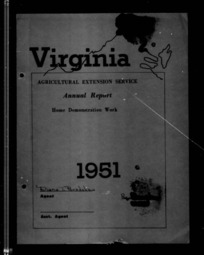 Virginia
AGRICULTURAL EXTENSION SERVICE
Annual Report
Home Demonstration Work
1951
Agent
Asst. Agent